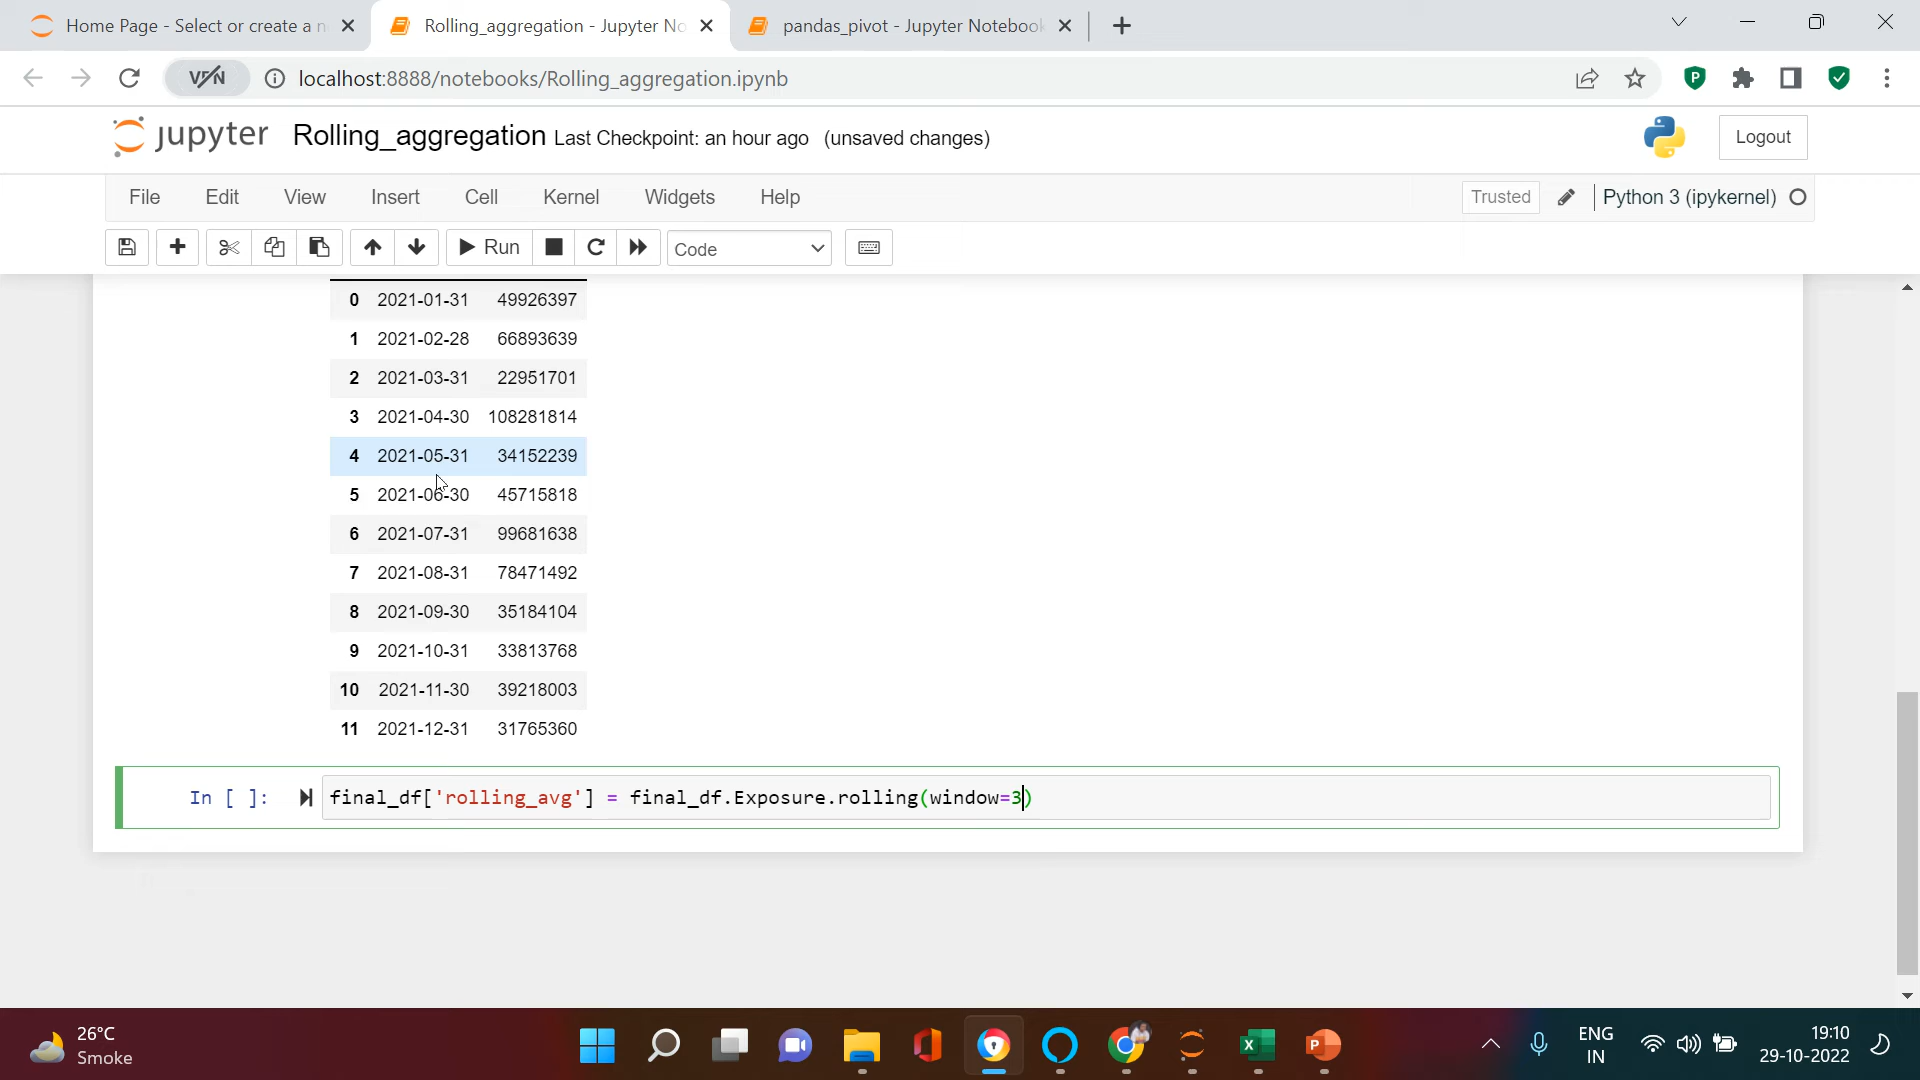 Home Page - Select or create a n
Rolling_aggregation - Jupyter No
pandas_pivot - Jupyter Notebook
VPN
localhost:8888/notebooks/Rolling_aggregation.ipynb
P
jupyter Rolling_aggregation Last Checkpoint: an hour ago (unsaved changes)
Logout
File Edit View Insert Cell Kernel Widgets Help
Trusted
Python 3 (ipykernel)
Run
Code
0 2021-01-31 49926397
1 2021-02-28 66893639
2 2021-03-31 22951701
3 2021-04-30 108281814
4 2021-05-31 34152239
5 2021-06-30 45715818
6 2021-07-31 99681638
7 2021-08-31 78471492
8 2021-09-30 35184104
9 2021-10-31 33813768
10 2021-11-30 39218003
11 2021-12-31 31765360
In [ ]: final_df['rolling_avg'] = final_df.Exposure.rolling(window=3)
26°C
Smoke
ENG
IN
19:10
29-10-2022